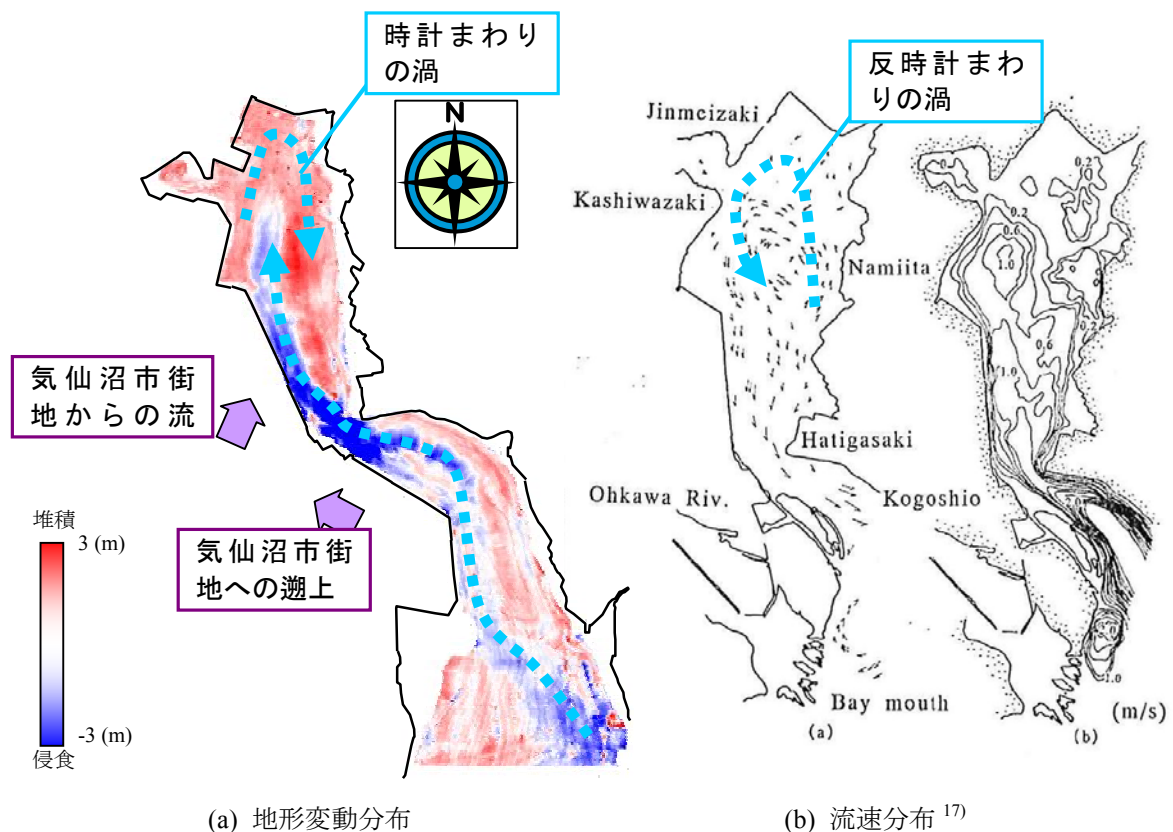 時計まわり
の渦
N
気仙沼市街
地からの流
気仙沼市街
地への遡上
堆積
3 (m)
-3 (m)
侵食
(a) 地形変動分布
反時計まわ
りの渦
Jinmeizaki
Kashiwazaki
Namiita
Hatigasaki
Ohkawa Riv.
Kogoshio
Bay mouth
(a)
0.2
0.2
0.6
1.0
0.2
0.6
1.0
2.0
1.0
(m/s)
(b)
(b) 流速分布 17)